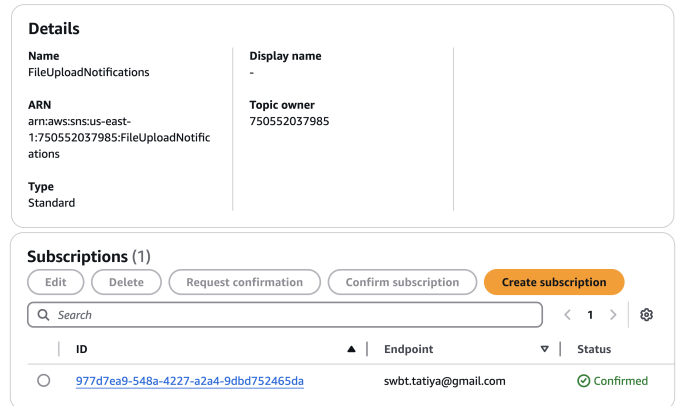 Details
Name
FileUploadNotifications
Display name
-
ARN
arn:aws:sns:us-east-
1:750552037985:FileUploadNotific
ations
Topic owner
750552037985
Type
Standard
Subscriptions (1)
Edit Delete Request confirmation Confirm subscription Create subscription
Search 1
ID Endpoint Status
977d7ea9-548a-4227-a2a4-9dbd752465da swbt.tatiya@gmail.com Confirmed